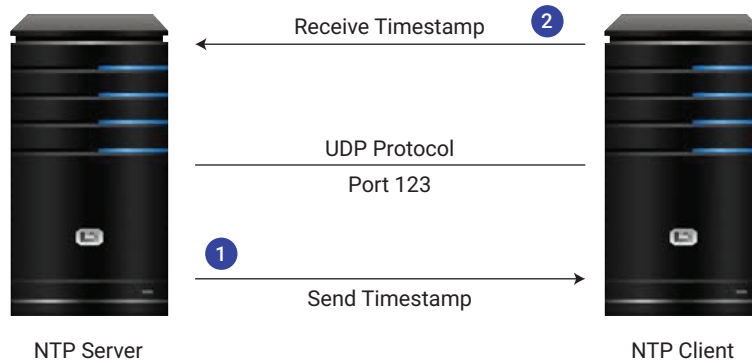 Receive Timestamp 2
UDP Protocol
Port 123
1
Send Timestamp
NTP Server
NTP Client